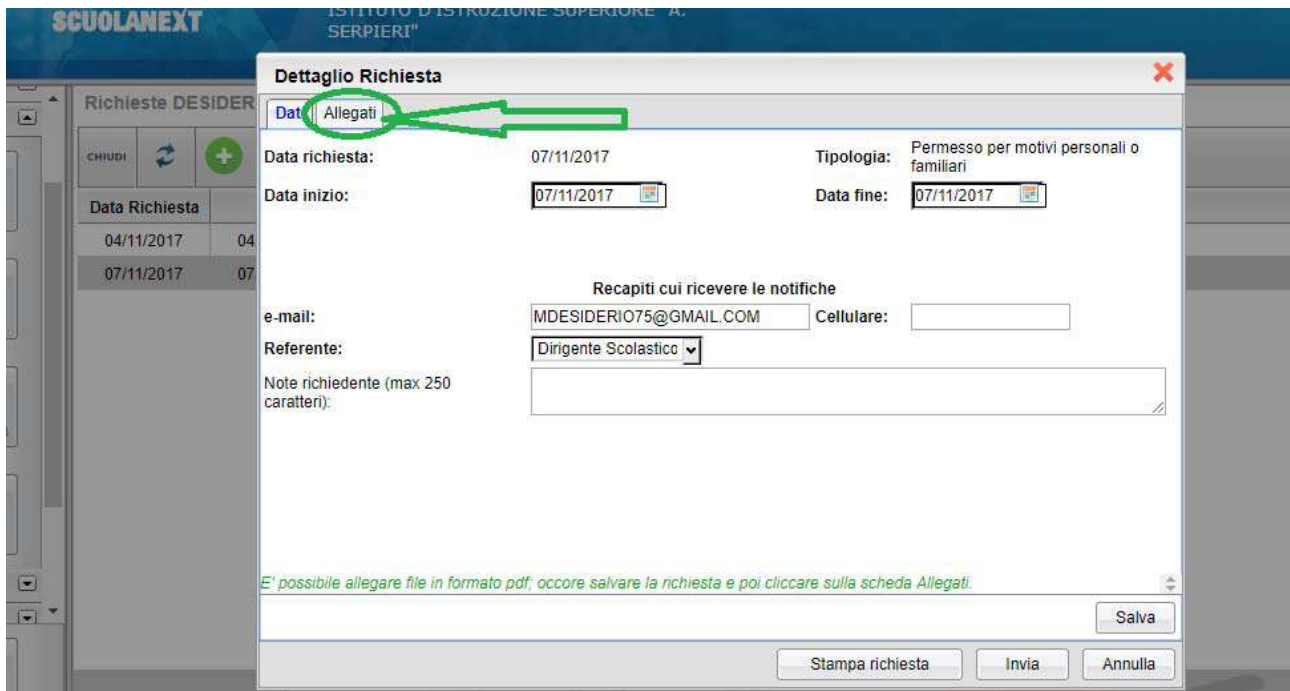 SCUOLANEXT
ISTITUTO D'ISTRUZIONE SUPERIORE "A.
SERPIERI"
Dettaglio Richiesta
Richieste DESIDER
Dati Allegati
CHIUDI
Data richiesta: 07/11/2017 Tipologia: Permesso per motivi personali o
familiari
Data inizio: 07/11/2017 Data fine: 07/11/2017
Data Richiesta
04/11/2017 04
07/11/2017 07
Recapiti cui ricevere le notifiche
e-mail: MDESIDERIO75@GMAIL.COM Cellulare:
Referente: Dirigente Scolastico
Note richiedente (max 250
caratteri):
E' possibile allegare file in formato pdf; occore salvare la richiesta e poi cliccare sulla scheda Allegati.
Salva
Stampa richiesta Invia Annulla